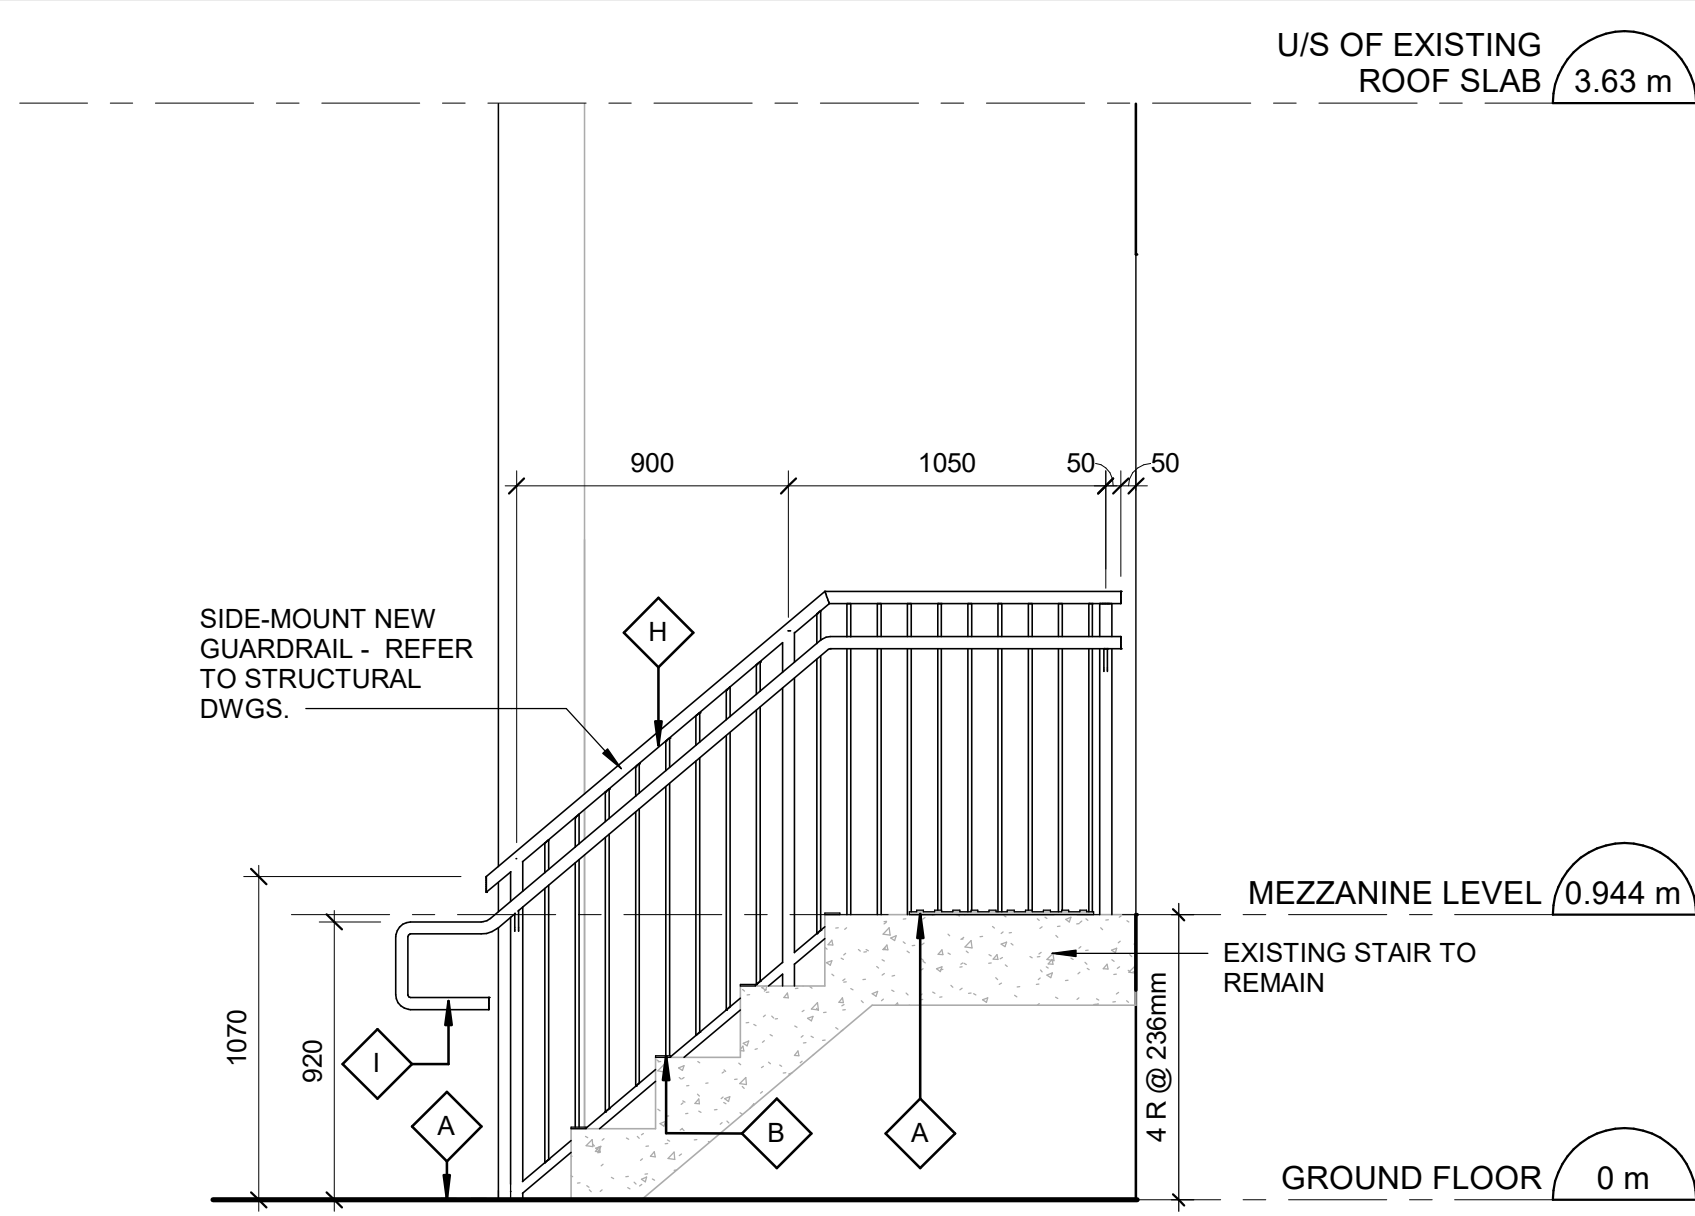 U/S OF EXISTING
ROOF SLAB
3.63 m
900
1050
50
50
SIDE-MOUNT NEW
GUARDRAIL - REFER
TO STRUCTURAL
DWGS.
H
MEZZANINE LEVEL
0.944 m
EXISTING STAIR TO
REMAIN
1070
920
I
A
B
A
4 R @ 236mm
GROUND FLOOR
0 m